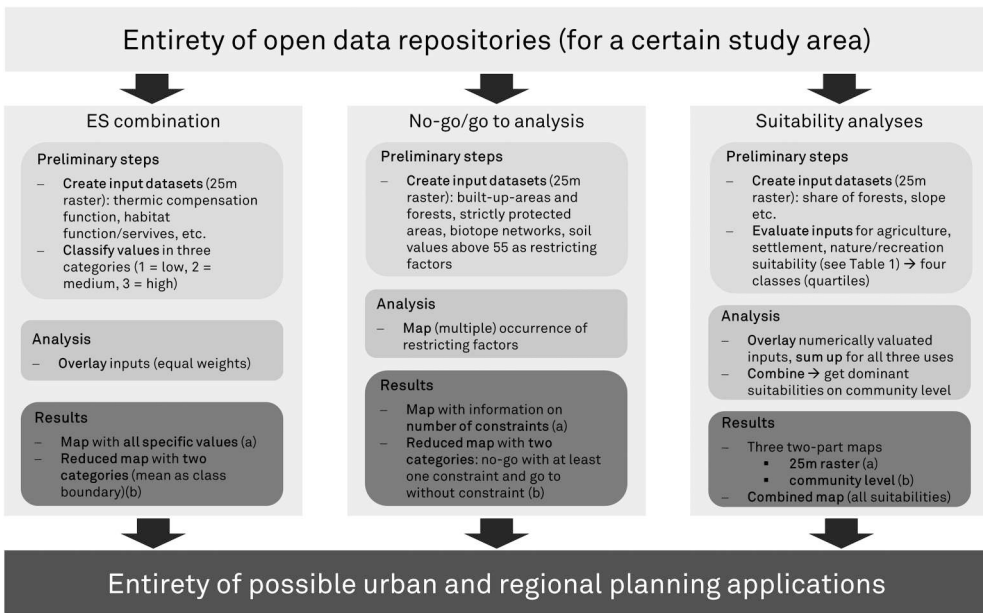 Entirety of open data repositories (for a certain study area)
ES combination
Preliminary steps
– Create input datasets (25m
raster): thermic compensation
function, habitat
function/servives, etc.
– Classify values in three
categories (1 = low, 2 =
medium, 3 = high)
Analysis
– Overlay inputs (equal weights)
Results
– Map with all specific values (a)
– Reduced map with two
categories (mean as class
boundary)(b)
No-go/go to analysis
Preliminary steps
– Create input datasets (25m
raster): built-up-areas and
forests, strictly protected
areas, biotope networks, soil
values above 55 as restricting
factors
Analysis
– Map (multiple) occurrence of
restricting factors
Results
– Map with information on
number of constraints (a)
– Reduced map with two
categories: no-go with at least
one constraint and go to
without constraint (b)
Suitability analyses
Preliminary steps
– Create input datasets (25m
raster): share of forests, slope
etc.
– Evaluate inputs for agriculture,
settlement, nature/recreation
suitability (see Table 1) → four
classes (quartiles)
Analysis
– Overlay numerically valuated
inputs, sum up for all three uses
– Combine → get dominant
suitabilities on community level
Results
– Three two-part maps
▪ 25m raster (a)
▪ community level (b)
– Combined map (all suitabilities)
Entirety of possible urban and regional planning applications